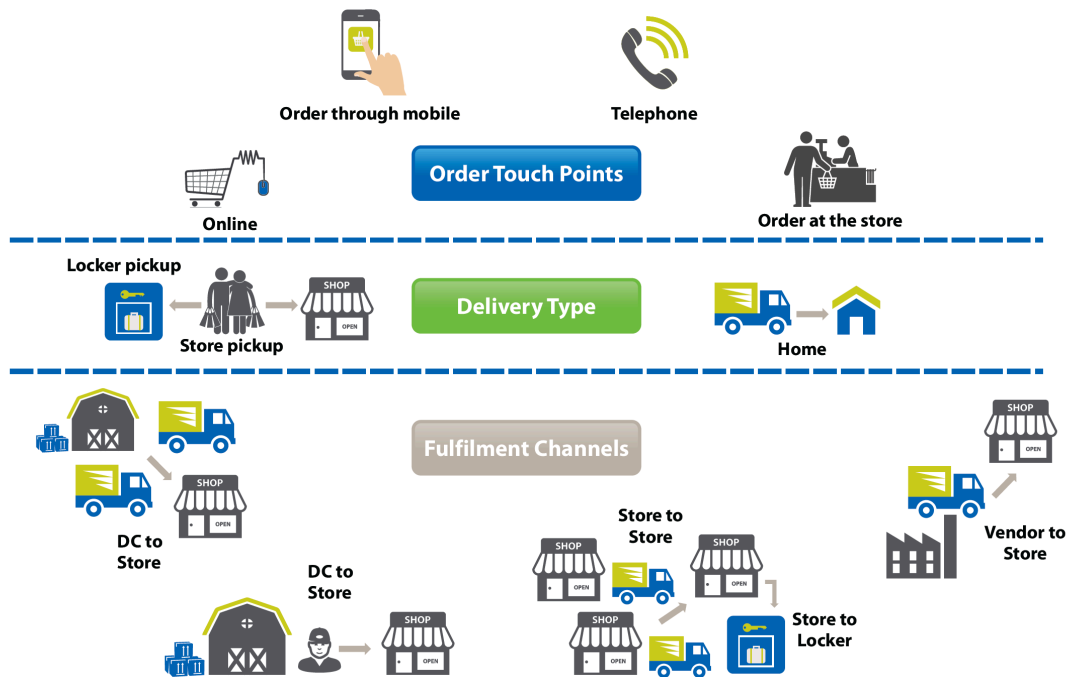 Order through mobile
Telephone
Order Touch Points
Online
Order at the store
Locker pickup
SHOP
OPEN
Store pickup
Delivery Type
Home
Fulfilment Channels
SHOP
OPEN
DC to
Store
DC to
Store
SHOP
OPEN
Store to
Store
SHOP
OPEN
SHOP
OPEN
SHOP
OPEN
Store to
Locker
SHOP
OPEN
Vendor to
Store